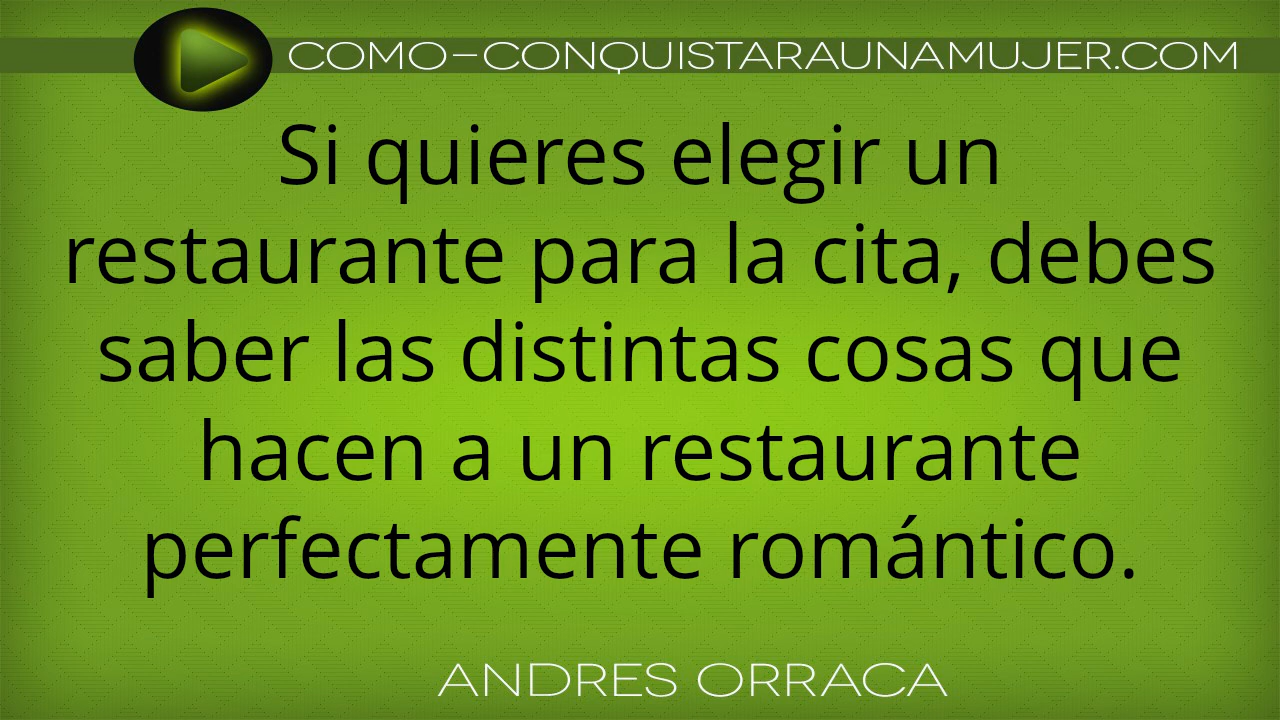 COMO-CONQUISTARAUNAMUJER.COM
Si quieres elegir un
restaurante para la cita, debes
saber las distintas cosas que
hacen a un restaurante
perfectamente romántico.
ANDRES ORRACA